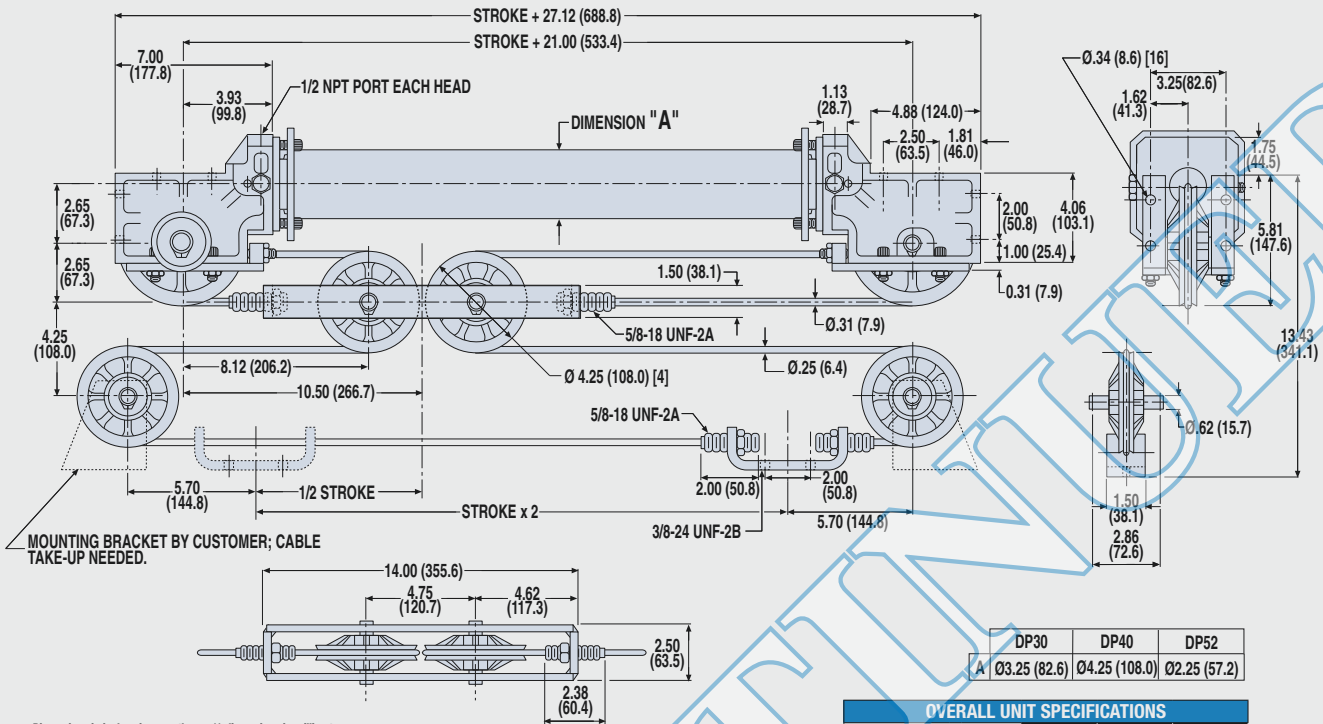 STROKE + 27.12 (688.8)
STROKE + 21.00 (533.4)
7.00
(177.8)
3.93
(99.8)
1/2 NPT PORT EACH HEAD
DIMENSION "A"
1.13
(28.7)
4.88 (124.0)
2.50
(63.5)
1.81
(46.0)
Ø.34 (8.6) [16]
3.25(82.6)
1.62
(41.3)
1.75
(44.5)
2.65
(67.3)
2.65
(67.3)
4.25
(108.0)
2.00
(50.8)
4.06
(103.1)
1.00 (25.4)
0.31 (7.9)
5.81
(147.6)
13.43
(341.1)
1.50 (38.1)
5/8-18 UNF-2A
Ø.31 (7.9)
Ø.25 (6.4)
8.12 (206.2)
10.50 (266.7)
Ø 4.25 (108.0) [4]
5/8-18 UNF-2A
Ø.62 (15.7)
5.70
(144.8)
1/2 STROKE
STROKE x 2
2.00 (50.8)
2.00
(50.8)
3/8-24 UNF-2B
5.70 (144.8)
1.50
(38.1)
2.86
(72.6)
MOUNTING BRACKET BY CUSTOMER; CABLE
TAKE-UP NEEDED.
14.00 (355.6)
4.75
(120.7)
4.62
(117.3)
2.50
(63.5)
2.38
(60.4)
DP30 DP40 DP52
A Ø3.25 (82.6) Ø4.25 (108.0) Ø2.25 (57.2)
OVERALL UNIT SPECIFICATIONS
TINUED